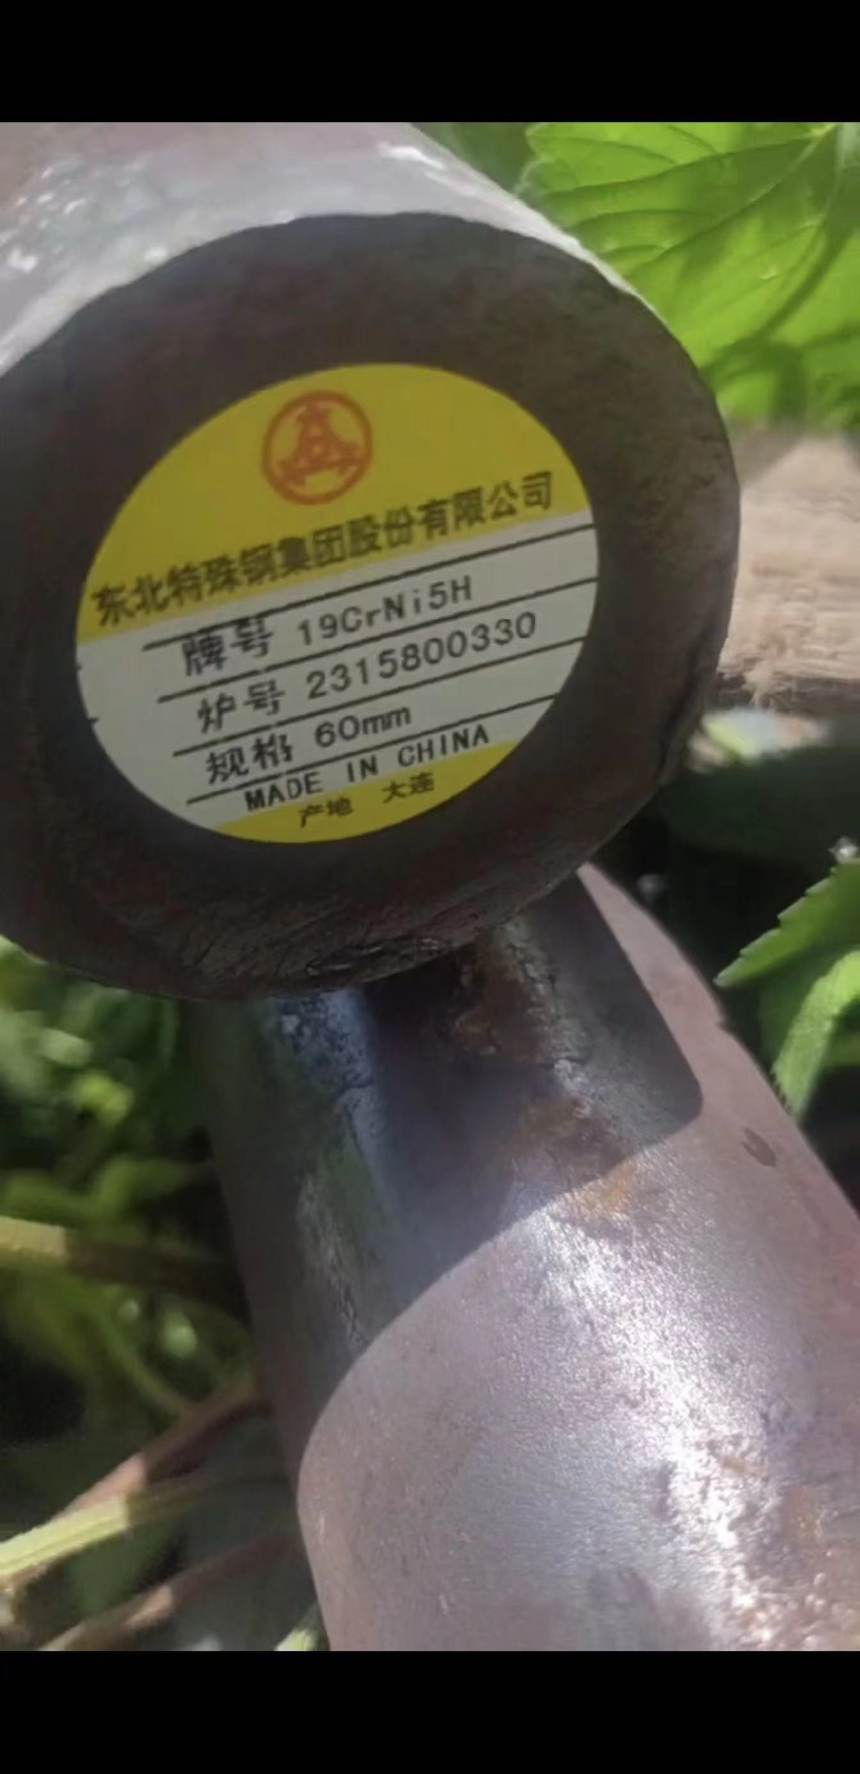 东北特殊钢集团股份有限公司
牌号 19CrNi5H
炉号 2315800330
规格 60mm
MADE IN CHINA
产地 大连